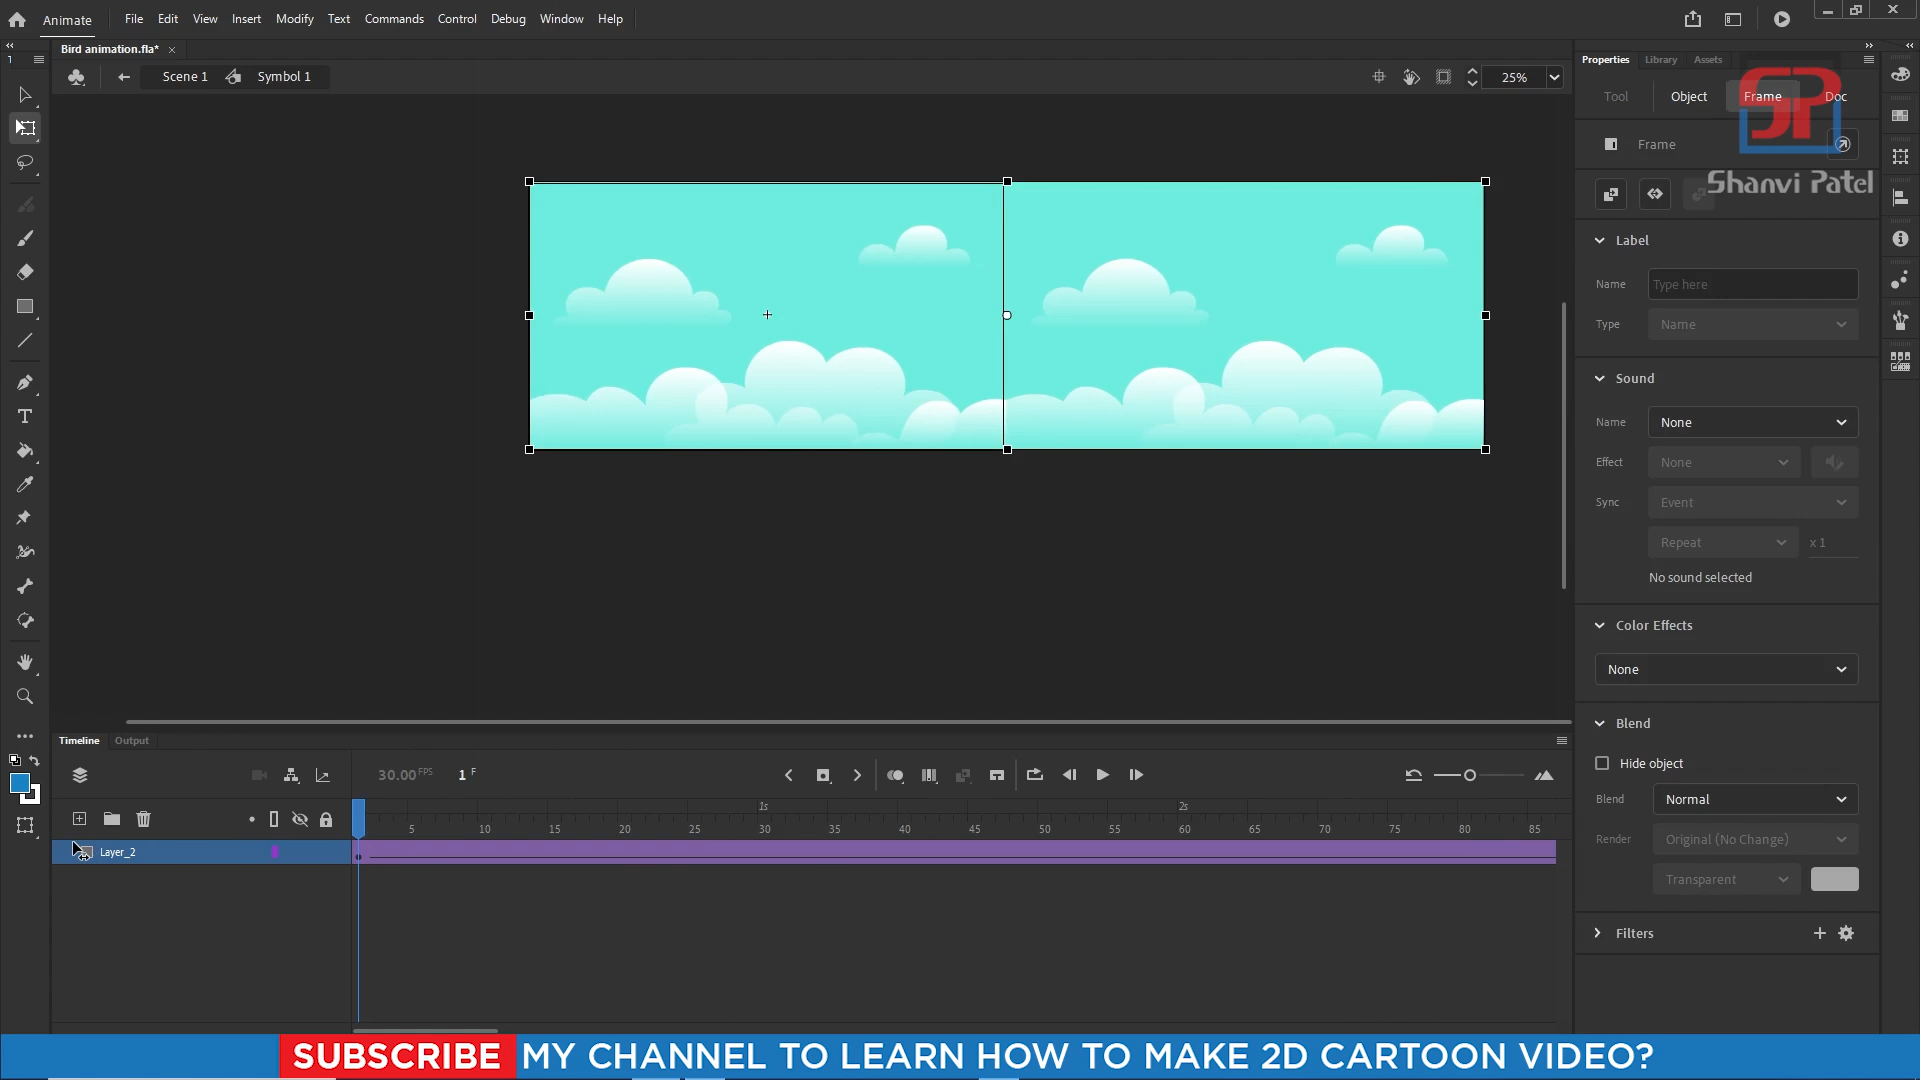 Animate File Edit View Insert Modify Text Commands Control Debug Window Help
Bird animation.fla*
Scene 1 Symbol 1 25%
Properties Library Assets
Tool Object Frame Doc
SP
Frame
Shanvi Patel
Label
Name Type here
Type Name
Sound
Name None
Effect None
Sync Event
Repeat x 1
No sound selected
Color Effects
None
Blend
Hide object
Blend Normal
Render Original (No Change)
Transparent
Filters
1
T
Timeline Output
30.00 FPS 1 F
1s 2s
5 10 15 20 25 30 35 40 45 50 55 60 65 70 75 80 85
Layer_2
SUBSCRIBE MY CHANNEL TO LEARN HOW TO MAKE 2D CARTOON VIDEO?